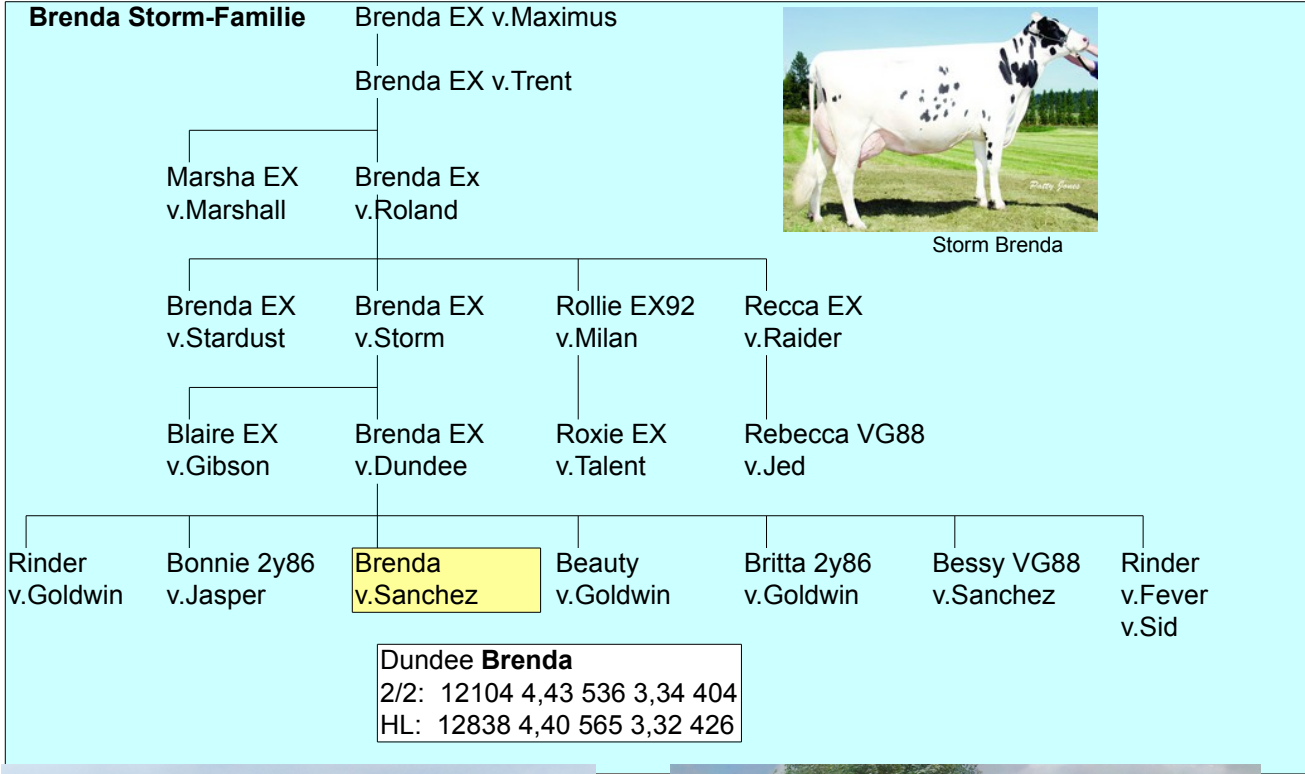 Brenda Storm-Familie
Brenda EX v.Maximus
Brenda EX v.Trent
Marsha EX
v.Marshall
Brenda Ex
v.Roland
Patty Jones
Storm Brenda
Brenda EX
v.Stardust
Brenda EX
v.Storm
Rollie EX92
v.Milan
Recca EX
v.Raider
Blaire EX
v.Gibson
Brenda EX
v.Dundee
Roxie EX
v.Talent
Rebecca VG88
v.Jed
Rinder
v.Goldwin
Bonnie 2y86
v.Jasper
Brenda
v.Sanchez
Beauty
v.Goldwin
Britta 2y86
v.Goldwin
Bessy VG88
v.Sanchez
Rinder
v.Fever
v.Sid
Dundee Brenda
2/2: 12104 4,43 536 3,34 404
HL: 12838 4,40 565 3,32 426